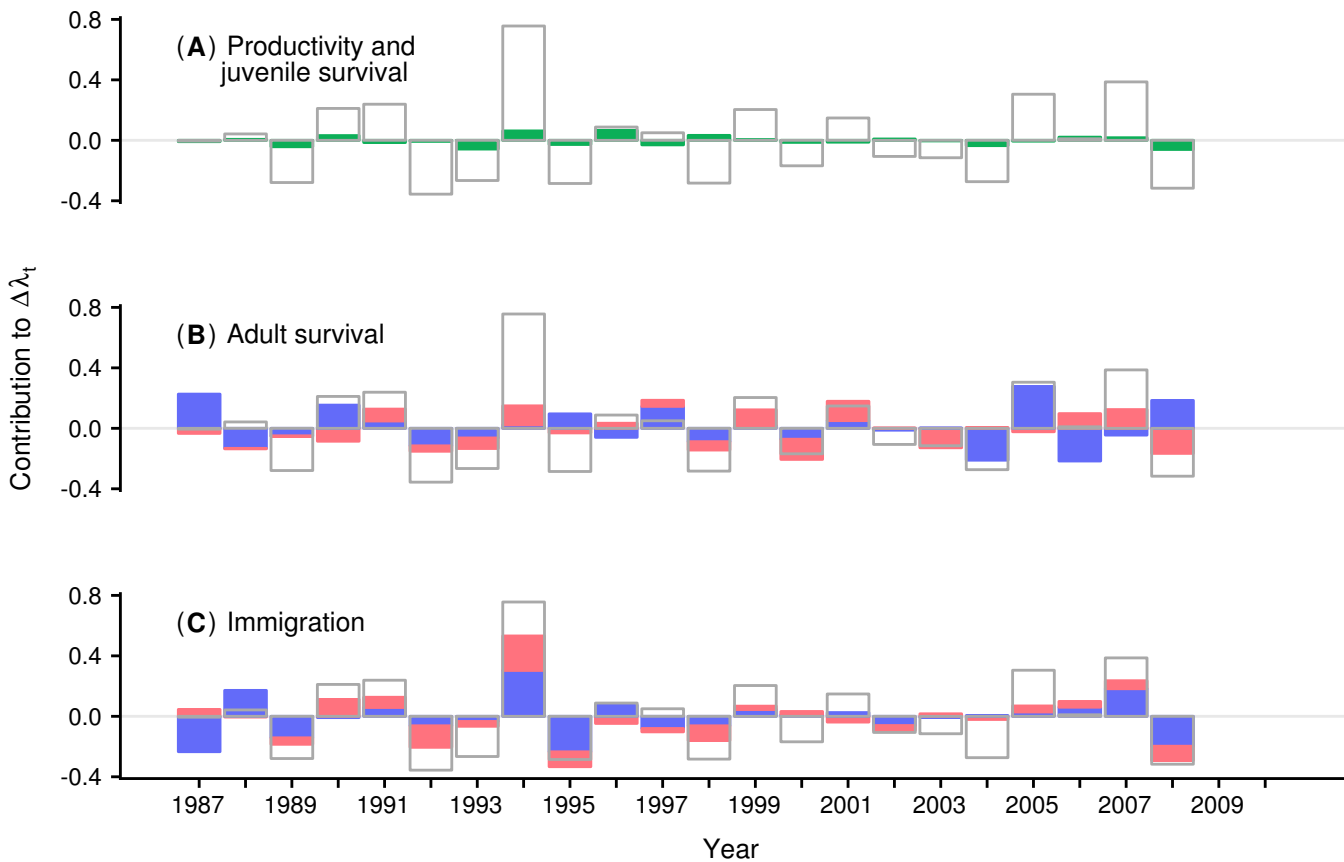 0.8
(A) Productivity and
juvenile survival
0.4
0.0
-0.4
0.8
(B) Adult survival
0.4
0.0
-0.4
Contribution to Δλt
0.8
(C) Immigration
0.4
0.0
-0.4
1987 1989 1991 1993 1995 1997 1999 2001 2003 2005 2007 2009
Year